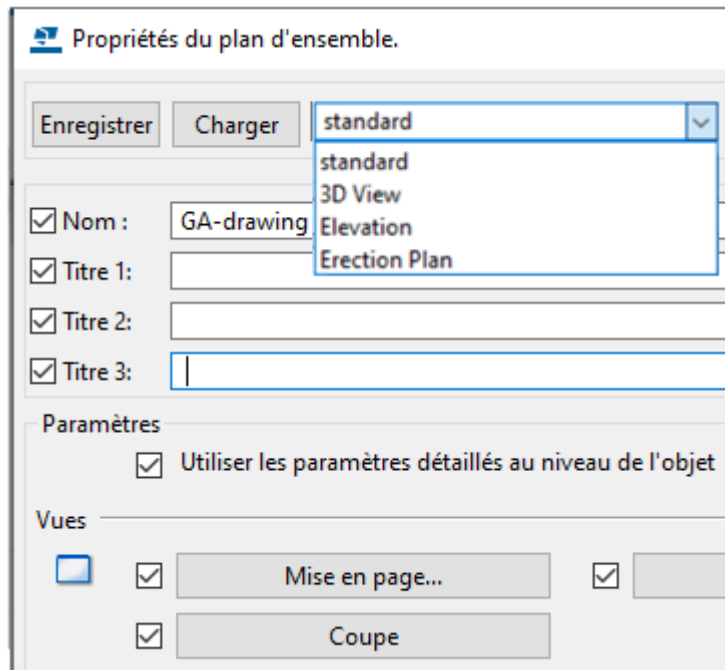 Propriétés du plan d'ensemble.
Enregistrer Charger standard
standard
3D View
Elevation
Erection Plan
Nom : GA-drawing
Titre 1:
Titre 2:
Titre 3:
Paramètres
Utiliser les paramètres détaillés au niveau de l'objet
Vues
Mise en page...
Coupe